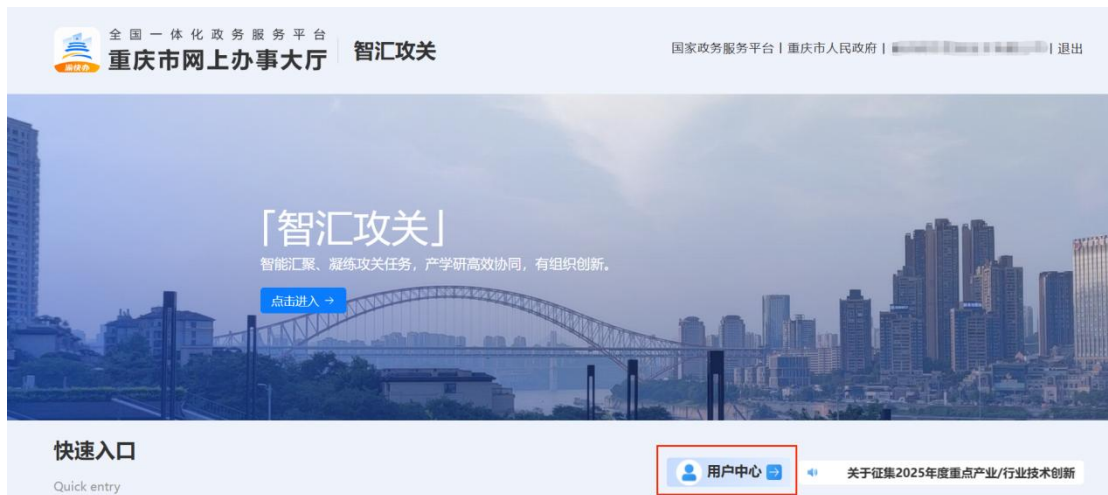 全国一体化政务服务平台
重庆市网上办事大厅
渝快办
智汇攻关
国家政务服务平台 | 重庆市人民政府 | | 退出
「智汇攻关」
智能汇聚、凝练攻关任务，产学研高效协同，有组织创新。
点击进入 →
快速入口
Quick entry
用户中心
关于征集2025年度重点产业/行业技术创新